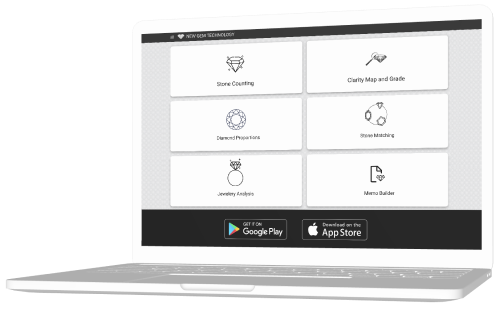 NEW GEM TECHNOLOGY
Stone Counting
Clarity Map and Grade
Diamond Proportions
Stone Matching
Jewellery Analysis
Memo Builder
GET IT ON
Google Play
Download on the
App Store